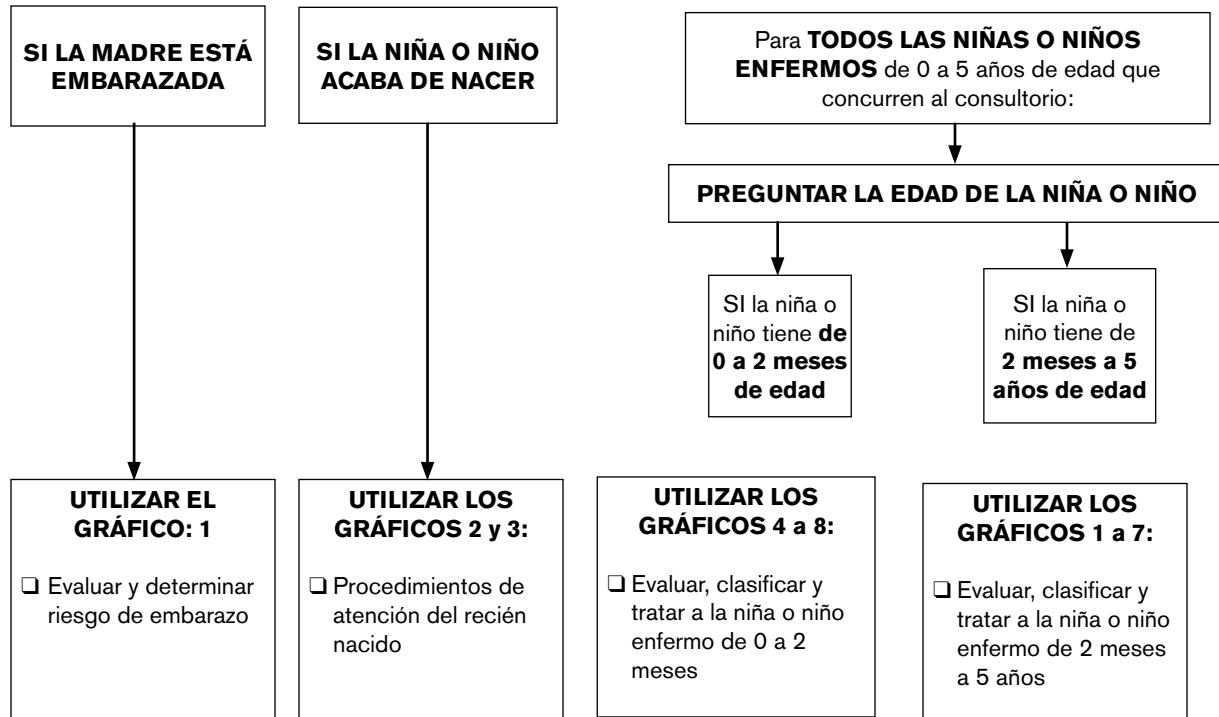 SI LA MADRE ESTÁ
EMBARAZADA
SI LA NIÑA O NIÑO
ACABA DE NACER
Para TODOS LAS NIÑAS O NIÑOS
ENFERMOS de 0 a 5 años de edad que
concurren al consultorio:
PREGUNTAR LA EDAD DE LA NIÑA O NIÑO
SI la niña o
niño tiene de
0 a 2 meses
de edad
SI la niña o
niño tiene de
2 meses a 5
años de edad
UTILIZAR EL
GRÁFICO: 1
❑ Evaluar y determinar
riesgo de embarazo
UTILIZAR LOS
GRÁFICOS 2 y 3:
❑ Procedimientos de
atención del recién
nacido
UTILIZAR LOS
GRÁFICOS 4 a 8:
❑ Evaluar, clasificar y
tratar a la niña o niño
enfermo de 0 a 2
meses
UTILIZAR LOS
GRÁFICOS 1 a 7:
❑ Evaluar, clasificar y
tratar a la niña o niño
enfermo de 2 meses
a 5 años